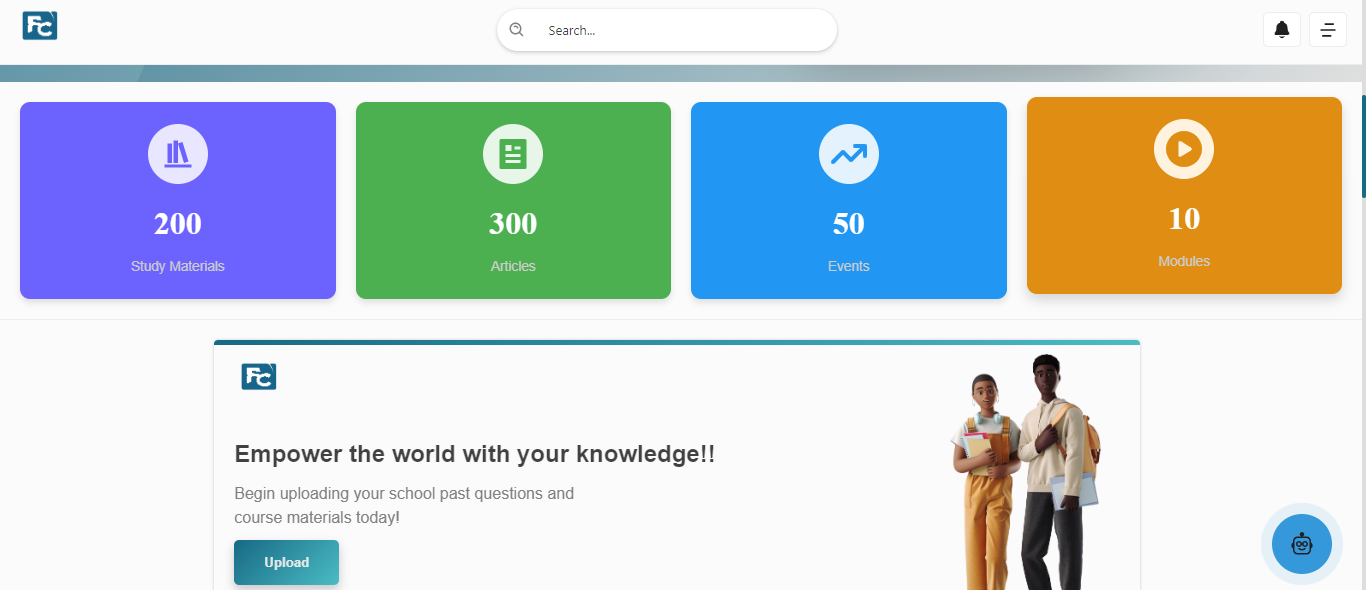 FC
Search...
200
Study Materials
300
Articles
50
Events
10
Modules
FC
Empower the world with your knowledge!!
Begin uploading your school past questions and
course materials today!
Upload